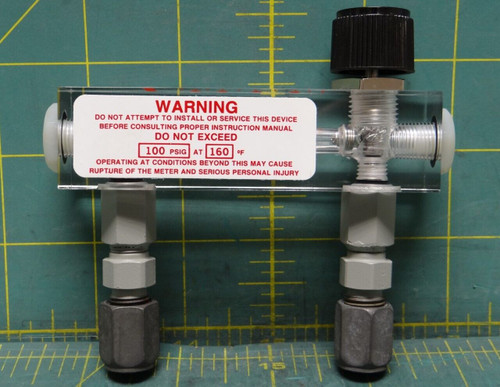 WARNING
DO NOT ATTEMPT TO INSTALL OR SERVICE THIS DEVICE
BEFORE CONSULTING PROPER INSTRUCTION MANUAL
DO NOT EXCEED
100 PSIG AT 160 °F
OPERATING AT CONDITIONS BEYOND THIS MAY CAUSE
RUPTURE OF THE METER AND SERIOUS PERSONAL INJURY
15